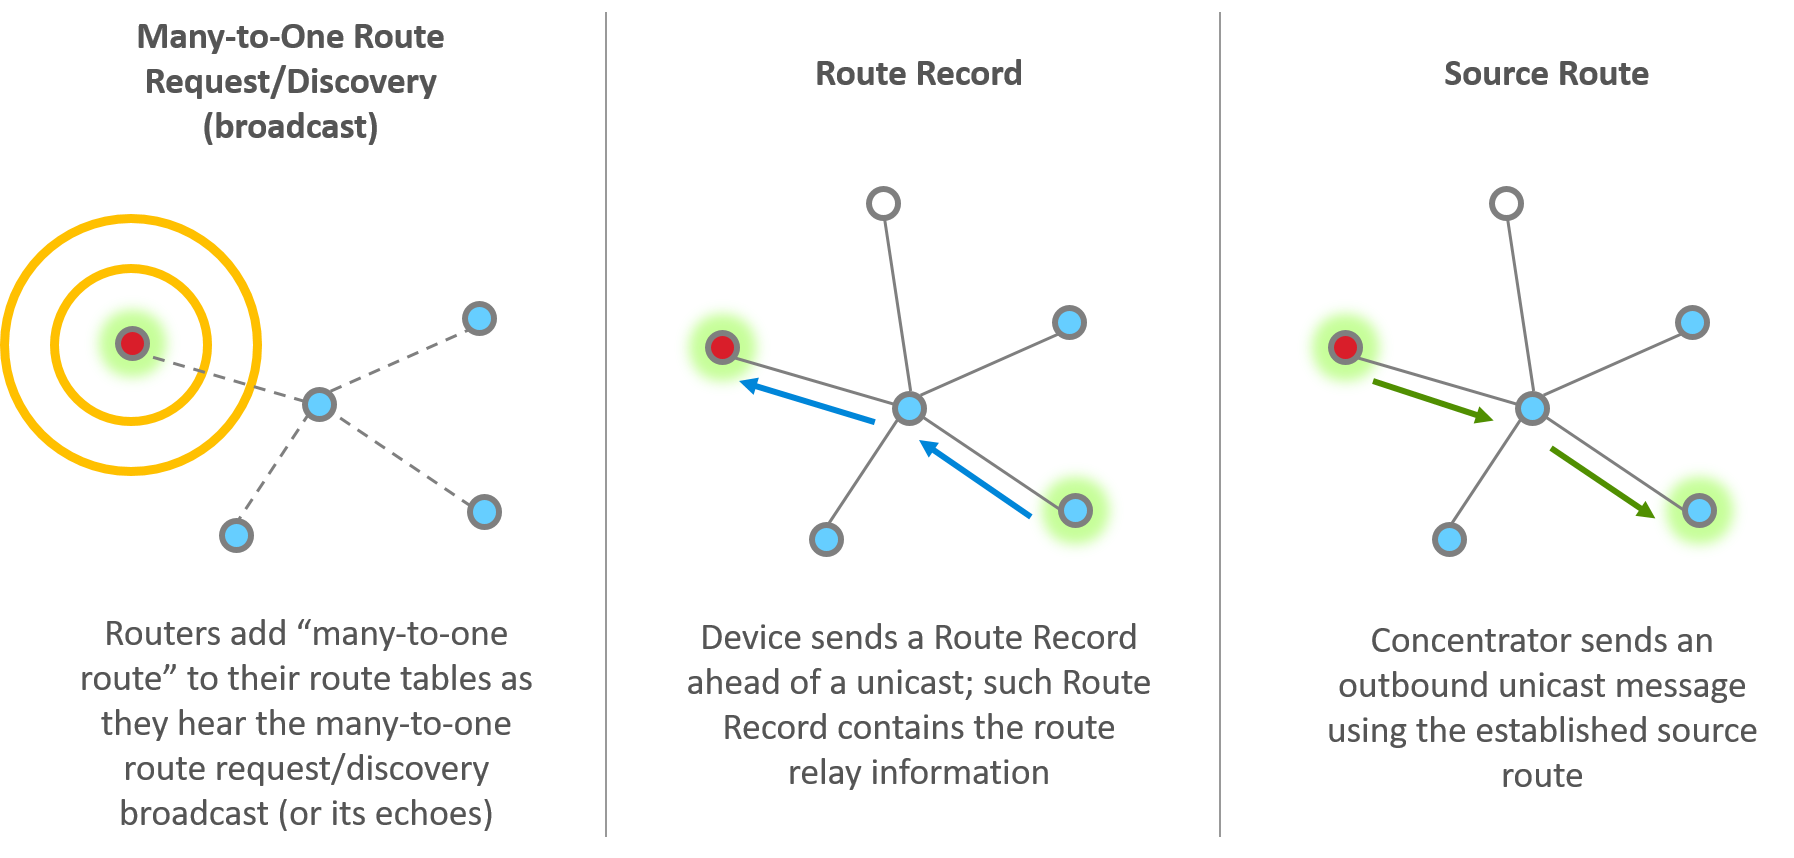 Many-to-One Route
Request/Discovery
(broadcast)
Routers add “many-to-one
route” to their route tables as
they hear the many-to-one
route request/discovery
broadcast (or its echoes)
Route Record
Device sends a Route Record
ahead of a unicast; such Route
Record contains the route
relay information
Source Route
Concentrator sends an
outbound unicast message
using the established source
route